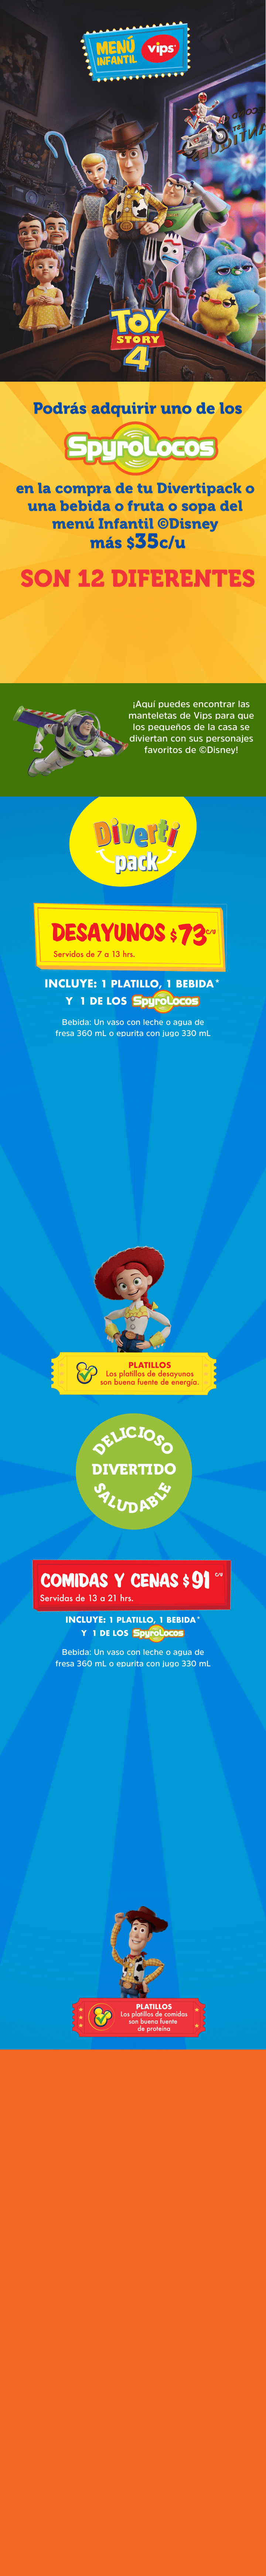 MENÚ
INFANTIL
vips
TOY
STORY
4
Podrás adquirir uno de los
SpyroLocos
en la compra de tu Divertipack o
una bebida o fruta o sopa del
menú Infantil ©Disney
más $35c/u
SON 12 DIFERENTES
¡Aquí puedes encontrar las
manteletas de Vips para que
los pequeños de la casa se
diviertan con sus personajes
favoritos de ©Disney!
Diverti
pack
DESAYUNOS $73 c/u
Servidos de 7 a 13 hrs.
INCLUYE: 1 PLATILLO, 1 BEBIDA*
Y 1 DE LOS SpyroLocos
Bebida: Un vaso con leche o agua de
fresa 360 mL o epurita con jugo 330 mL
PLATILLOS
Los platillos de desayunos
son buena fuente de energía.
DELICIOSO
DIVERTIDO
SALUDABLE
COMIDAS Y CENAS $91 c/u
Servidas de 13 a 21 hrs.
INCLUYE: 1 PLATILLO, 1 BEBIDA*
Y 1 DE LOS SpyroLocos
Bebida: Un vaso con leche o agua de
fresa 360 mL o epurita con jugo 330 mL
PLATILLOS
Los platillos de comidas
son buena fuente
de proteína